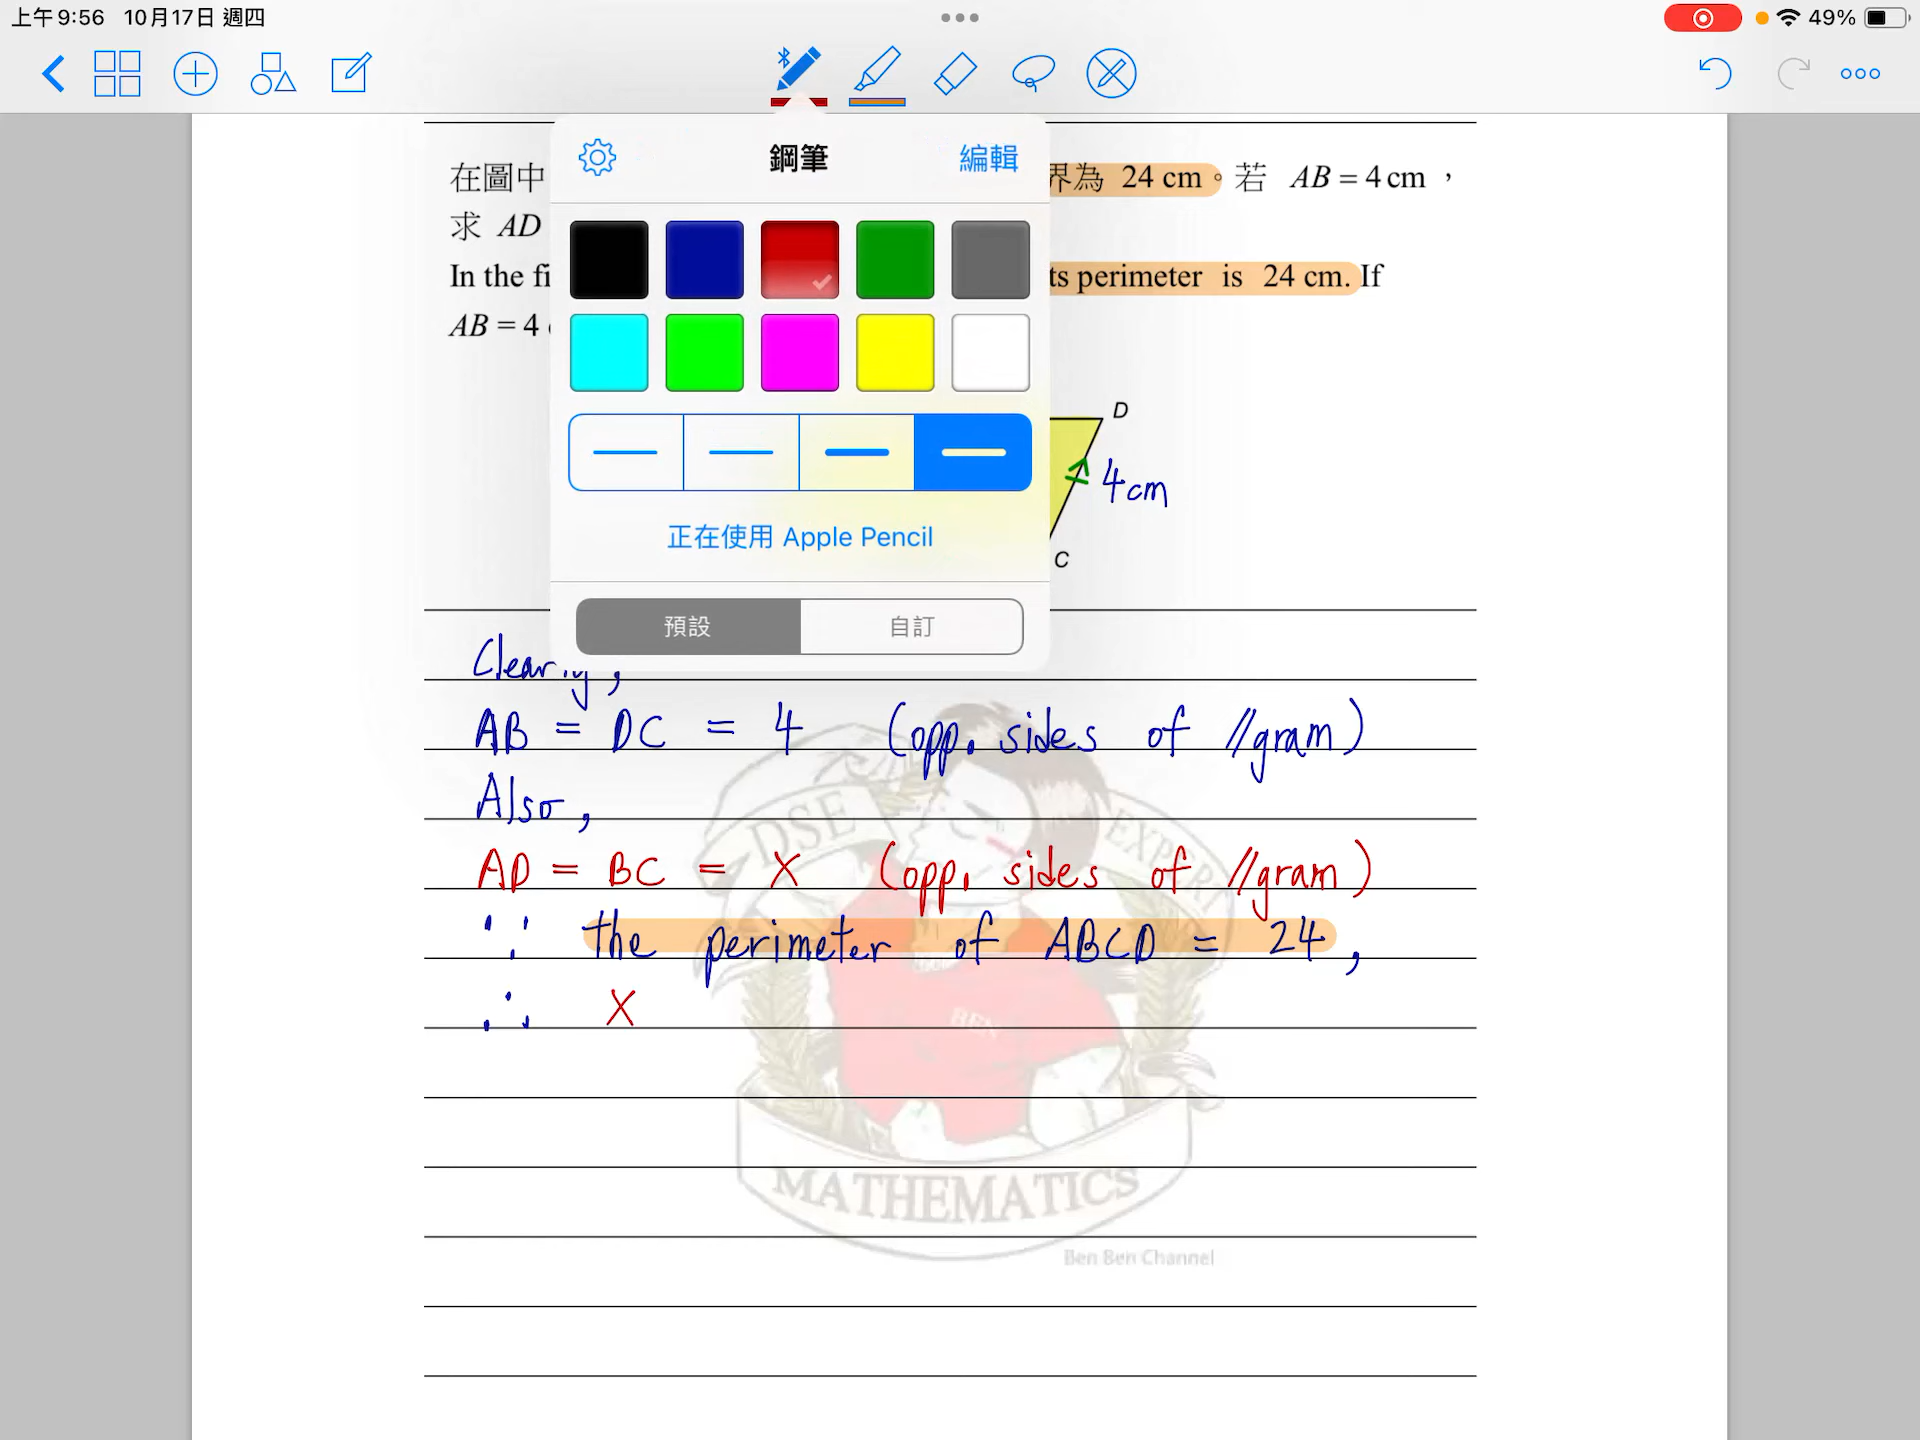 上午9:56 10月17日 週四
49%
鋼筆
編輯
在圖中
界為 24 cm。若 AB = 4 cm，
求 AD
In the fi
ts perimeter is 24 cm. If
AB = 4
正在使用 Apple Pencil
預設
自訂
D
4cm
C
Clearly,
AB = DC = 4 (opp. sides of //gram)
Also,
AD = BC = x (opp. sides of //gram)
∵ the perimeter of ABCD = 24,
∴ x
DSE EXPERT
BEN
MATHEMATICS
Ben Ben Channel